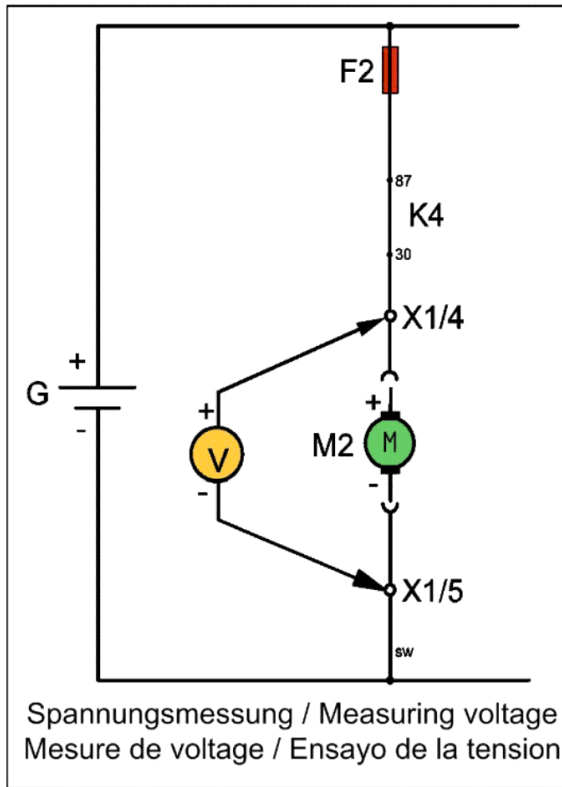 F2
87
K4
30
X1/4
+
G
-
+
V
-
+
M2 M
-
X1/5
sw
Spannungsmessung / Measuring voltage
Mesure de voltage / Ensayo de la tension